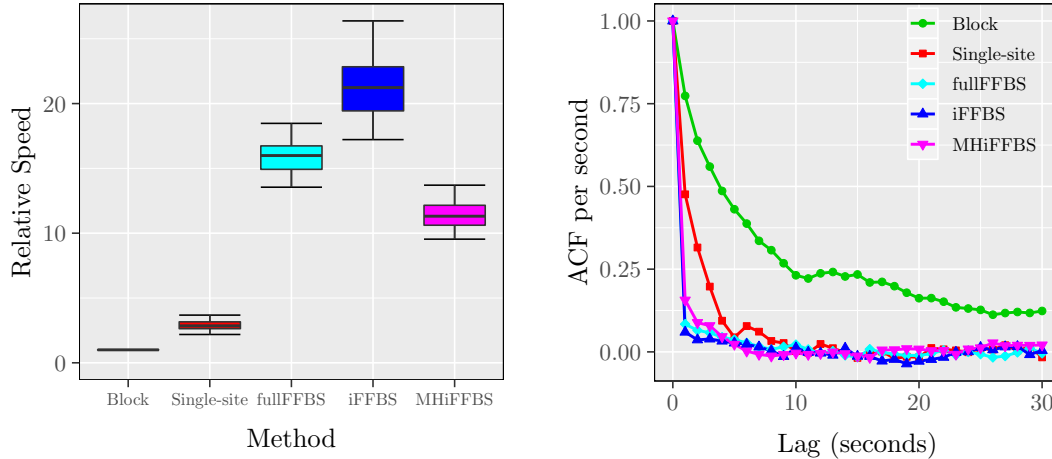 Relative Speed
20
10
0
Block Single-site fullFFBS iFFBS MHiFFBS
Method
ACF per second
1.00
0.75
0.50
0.25
0.00
0 10 20 30
Lag (seconds)
Block
Single-site
fullFFBS
iFFBS
MHiFFBS